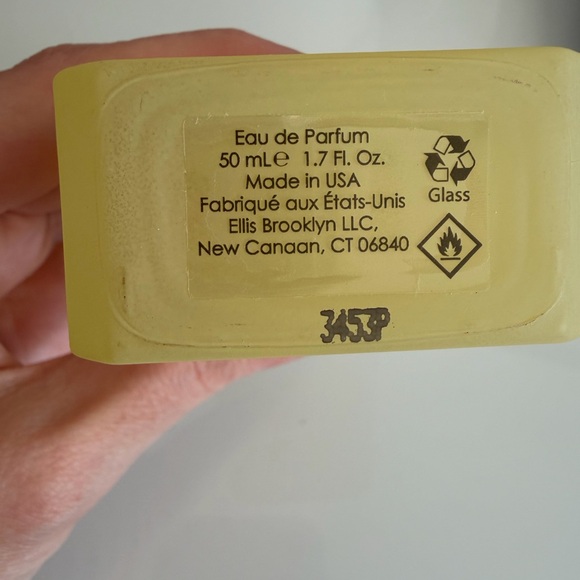 Eau de Parfum
50 mL℮ 1.7 Fl. Oz.
Made in USA
Fabriqué aux États-Unis
Ellis Brooklyn LLC,
New Canaan, CT 06840
Glass
3453P